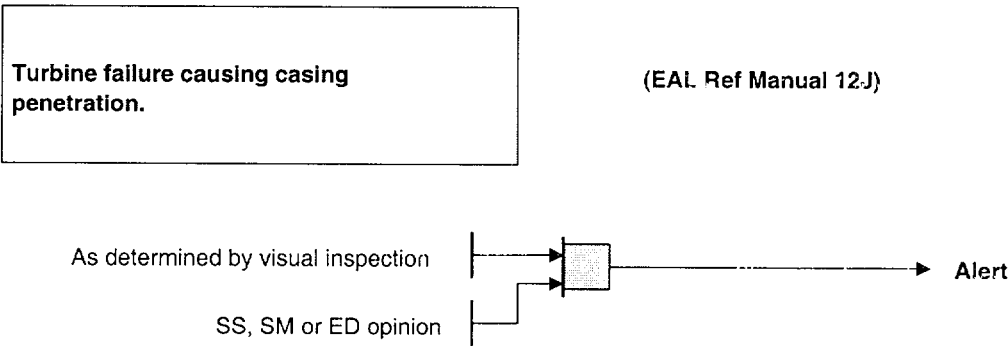 Turbine failure causing casing
penetration.
(EAL Ref Manual 12.J)
As determined by visual inspection
Alert
SS, SM or ED opinion